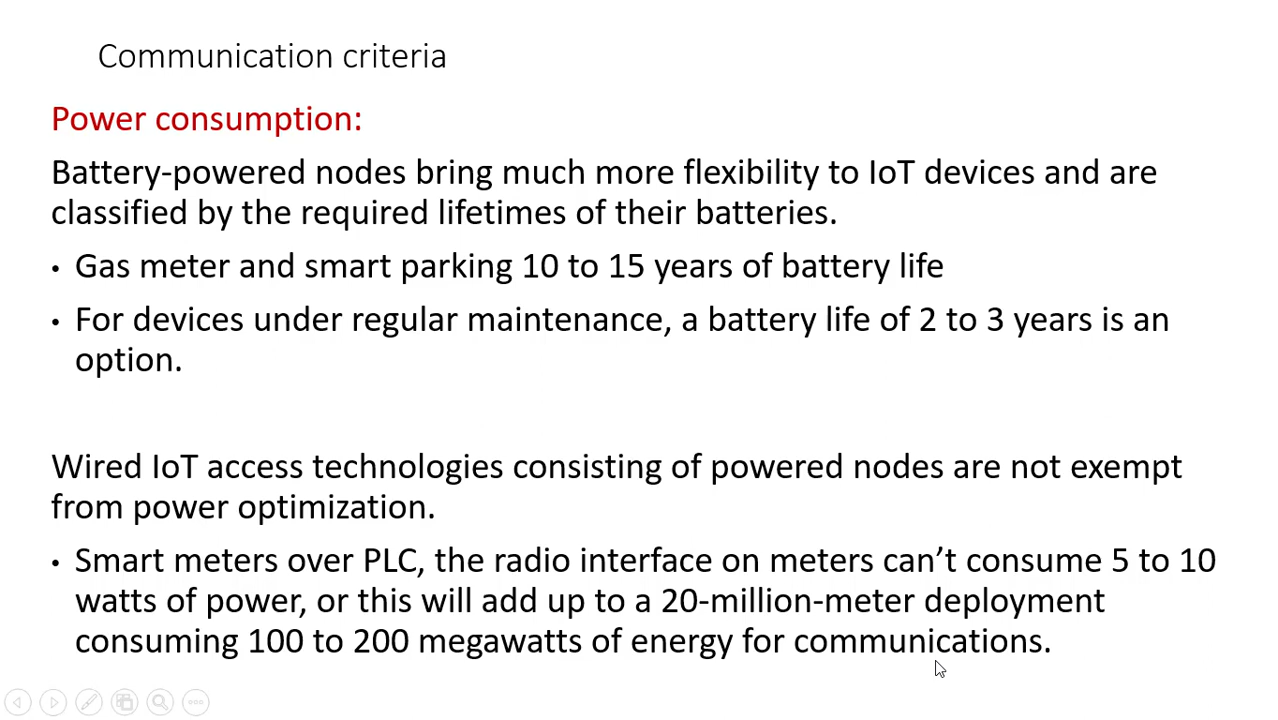 Communication criteria
Power consumption:
Battery-powered nodes bring much more flexibility to IoT devices and are
classified by the required lifetimes of their batteries.
• Gas meter and smart parking 10 to 15 years of battery life
• For devices under regular maintenance, a battery life of 2 to 3 years is an
option.
Wired IoT access technologies consisting of powered nodes are not exempt
from power optimization.
• Smart meters over PLC, the radio interface on meters can’t consume 5 to 10
watts of power, or this will add up to a 20-million-meter deployment
consuming 100 to 200 megawatts of energy for communications.